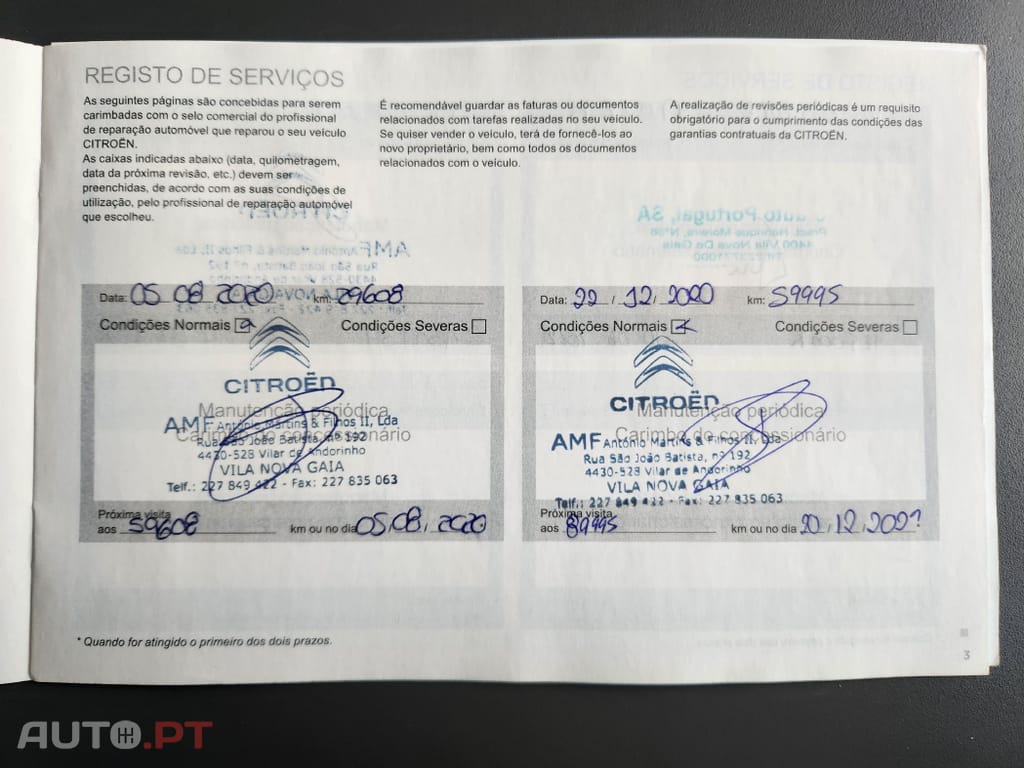 REGISTO DE SERVIÇOS
As seguintes páginas são concebidas para serem
carimbadas com o selo comercial do profissional
de reparação automóvel que reparou o seu veículo
CITROËN.
As caixas indicadas abaixo (data, quilometragem,
data da próxima revisão, etc.) devem ser
preenchidas, de acordo com as suas condições de
utilização, pelo profissional de reparação automóvel
que escolheu.
É recomendável guardar as faturas ou documentos
relacionados com tarefas realizadas no seu veículo.
Se quiser vender o veículo, terá de fornecê-los ao
novo proprietário, bem como todos os documentos
relacionados com o veículo.
A realização de revisões periódicas é um requisito
obrigatório para o cumprimento das condições das
garantias contratuais da CITROËN.
Data: 05 08 2020 km: 29608
Condições Normais Condições Severas
CITROËN
Manutenção periódica
Carimbo do concessionário
AMF António Martins & Filhos II, Lda
Rua São João Batista, nº 192
4430-528 Vilar de Andorinho
VILA NOVA GAIA
Telf.: 227 849 422 - Fax: 227 835 063
Próxima visita
aos 59608 km ou no dia 05.08.2020
Data: 22 / 12 / 2020 km: 59995
Condições Normais Condições Severas
CITROËN
Manutenção periódica
Carimbo do concessionário
AMF António Martins & Filhos II, Lda
Rua São João Batista, nº 192
4430-528 Vilar de Andorinho
VILA NOVA GAIA
Telf.: 227 849 422 - Fax: 227 835 063
Próxima visita
aos 89995 km ou no dia 20.12.2021
* Quando for atingido o primeiro dos dois prazos.
3
AUTO.PT